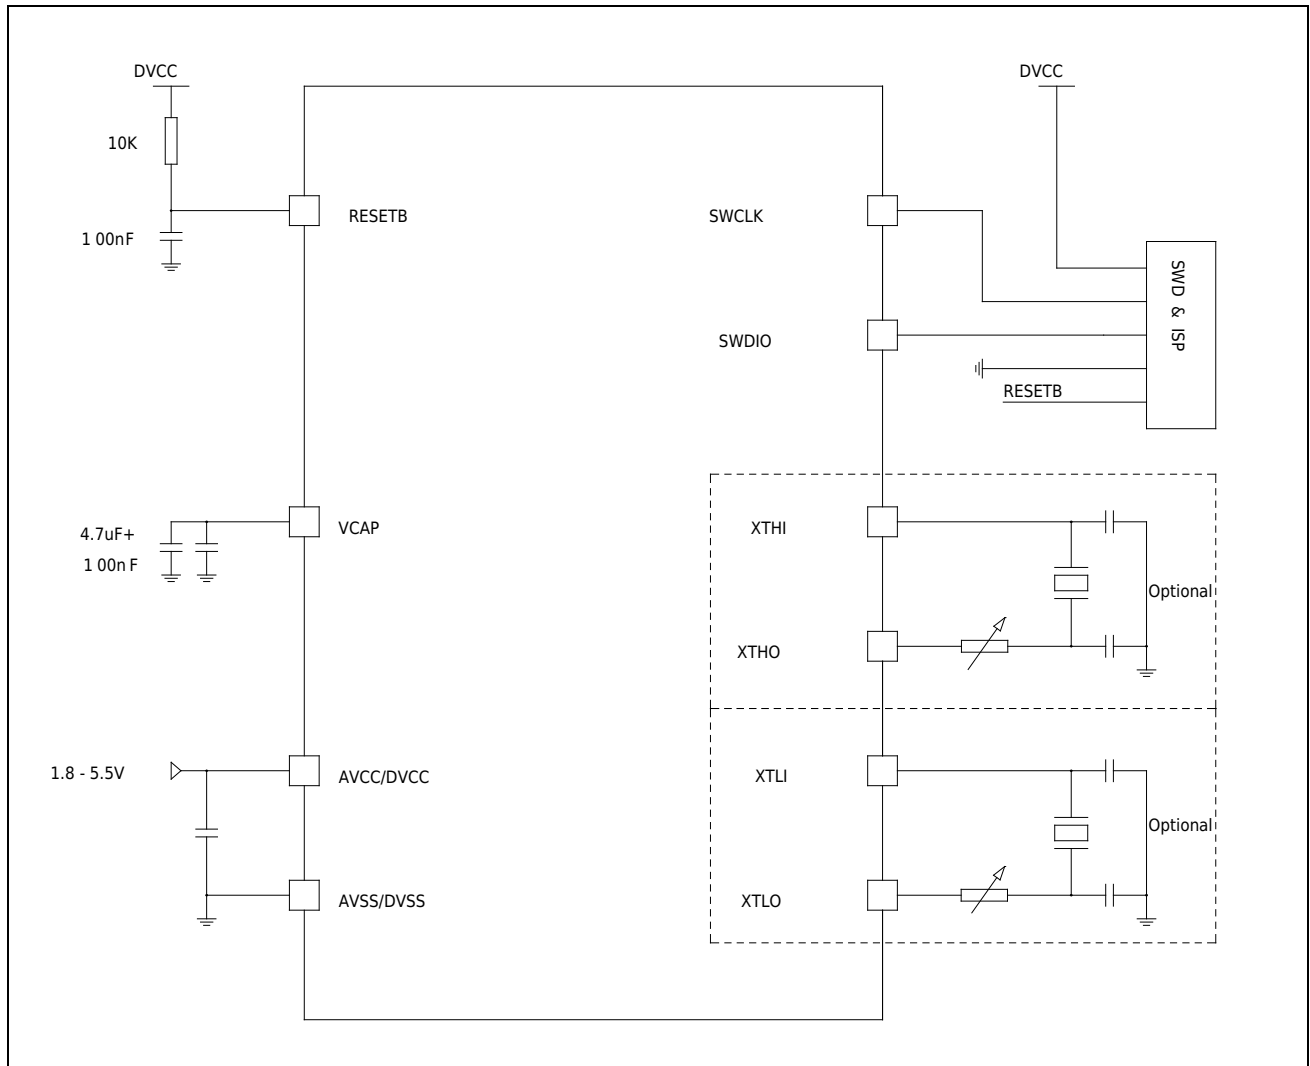 DVCC
DVCC
10K
RESETB
SWCLK
1 00nF
SWD & ISP
SWDIO
RESETB
4.7uF+
1 00n F
VCAP
XTHI
Optional
XTHO
1.8 - 5.5V
AVCC/DVCC
XTLI
Optional
AVSS/DVSS
XTLO